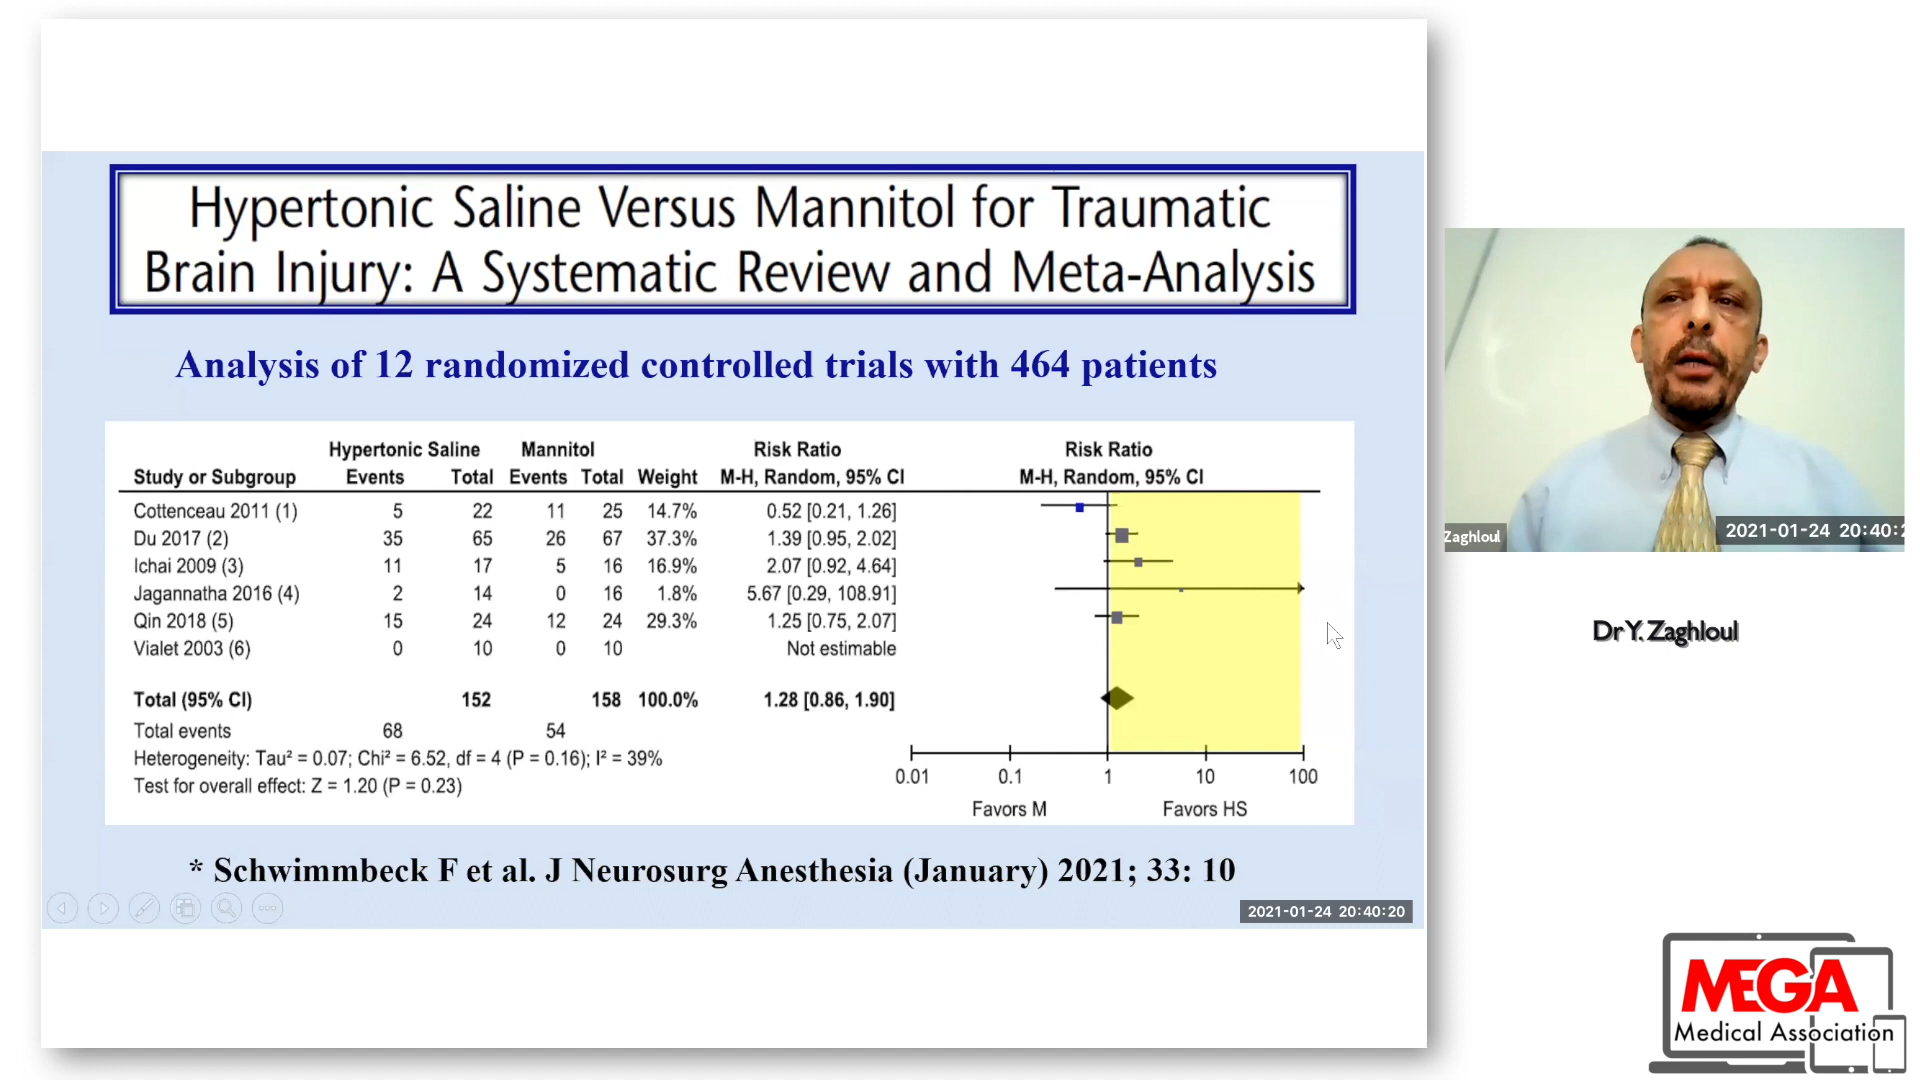 Hypertonic Saline Versus Mannitol for Traumatic
Brain Injury: A Systematic Review and Meta-Analysis
Analysis of 12 randomized controlled trials with 464 patients
Hypertonic Saline Mannitol Risk Ratio Risk Ratio
Study or Subgroup Events Total Events Total Weight M-H, Random, 95% CI M-H, Random, 95% CI
Cottenceau 2011 (1) 5 22 11 25 14.7% 0.52 [0.21, 1.26]
Du 2017 (2) 35 65 26 67 37.3% 1.39 [0.95, 2.02]
Ichai 2009 (3) 11 17 5 16 16.9% 2.07 [0.92, 4.64]
Jagannatha 2016 (4) 2 14 0 16 1.8% 5.67 [0.29, 108.91]
Qin 2018 (5) 15 24 12 24 29.3% 1.25 [0.75, 2.07]
Vialet 2003 (6) 0 10 0 10 Not estimable
Total (95% CI) 152 158 100.0% 1.28 [0.86, 1.90]
Total events 68 54
Heterogeneity: Tau² = 0.07; Chi² = 6.52, df = 4 (P = 0.16); I² = 39%
Test for overall effect: Z = 1.20 (P = 0.23)
0.01 0.1 1 10 100
Favors M Favors HS
* Schwimmbeck F et al. J Neurosurg Anesthesia (January) 2021; 33: 10
2021-01-24 20:40:20
Zaghloul
2021-01-24 20:40:2
Dr Y. Zaghloul
MEGA
Medical Association